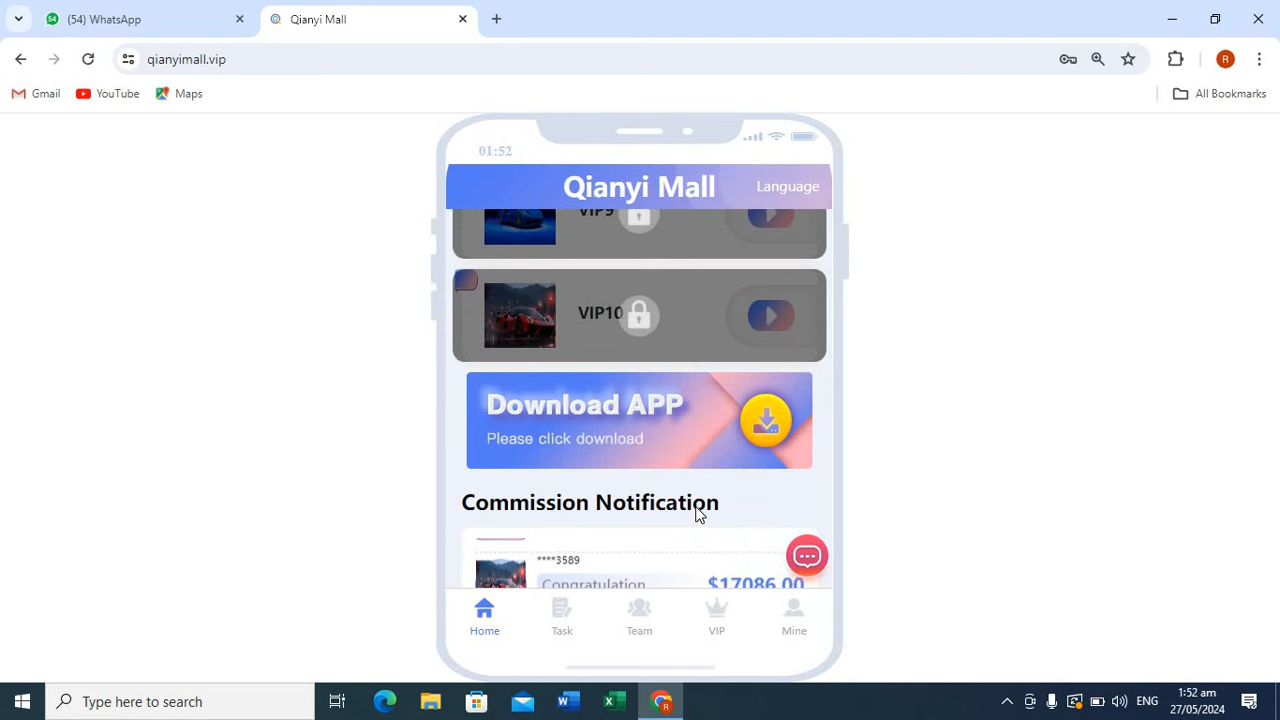 (54) WhatsApp
Qianyi Mall
qianyimall.vip
R
Gmail
YouTube
Maps
All Bookmarks
01:52
Qianyi Mall
Language
VIP9
VIP10
Download APP
Please click download
Commission Notification
****3589
Congratulation
$17086.00
Home
Task
Team
VIP
Mine
Type here to search
ENG
1:52 am
27/05/2024